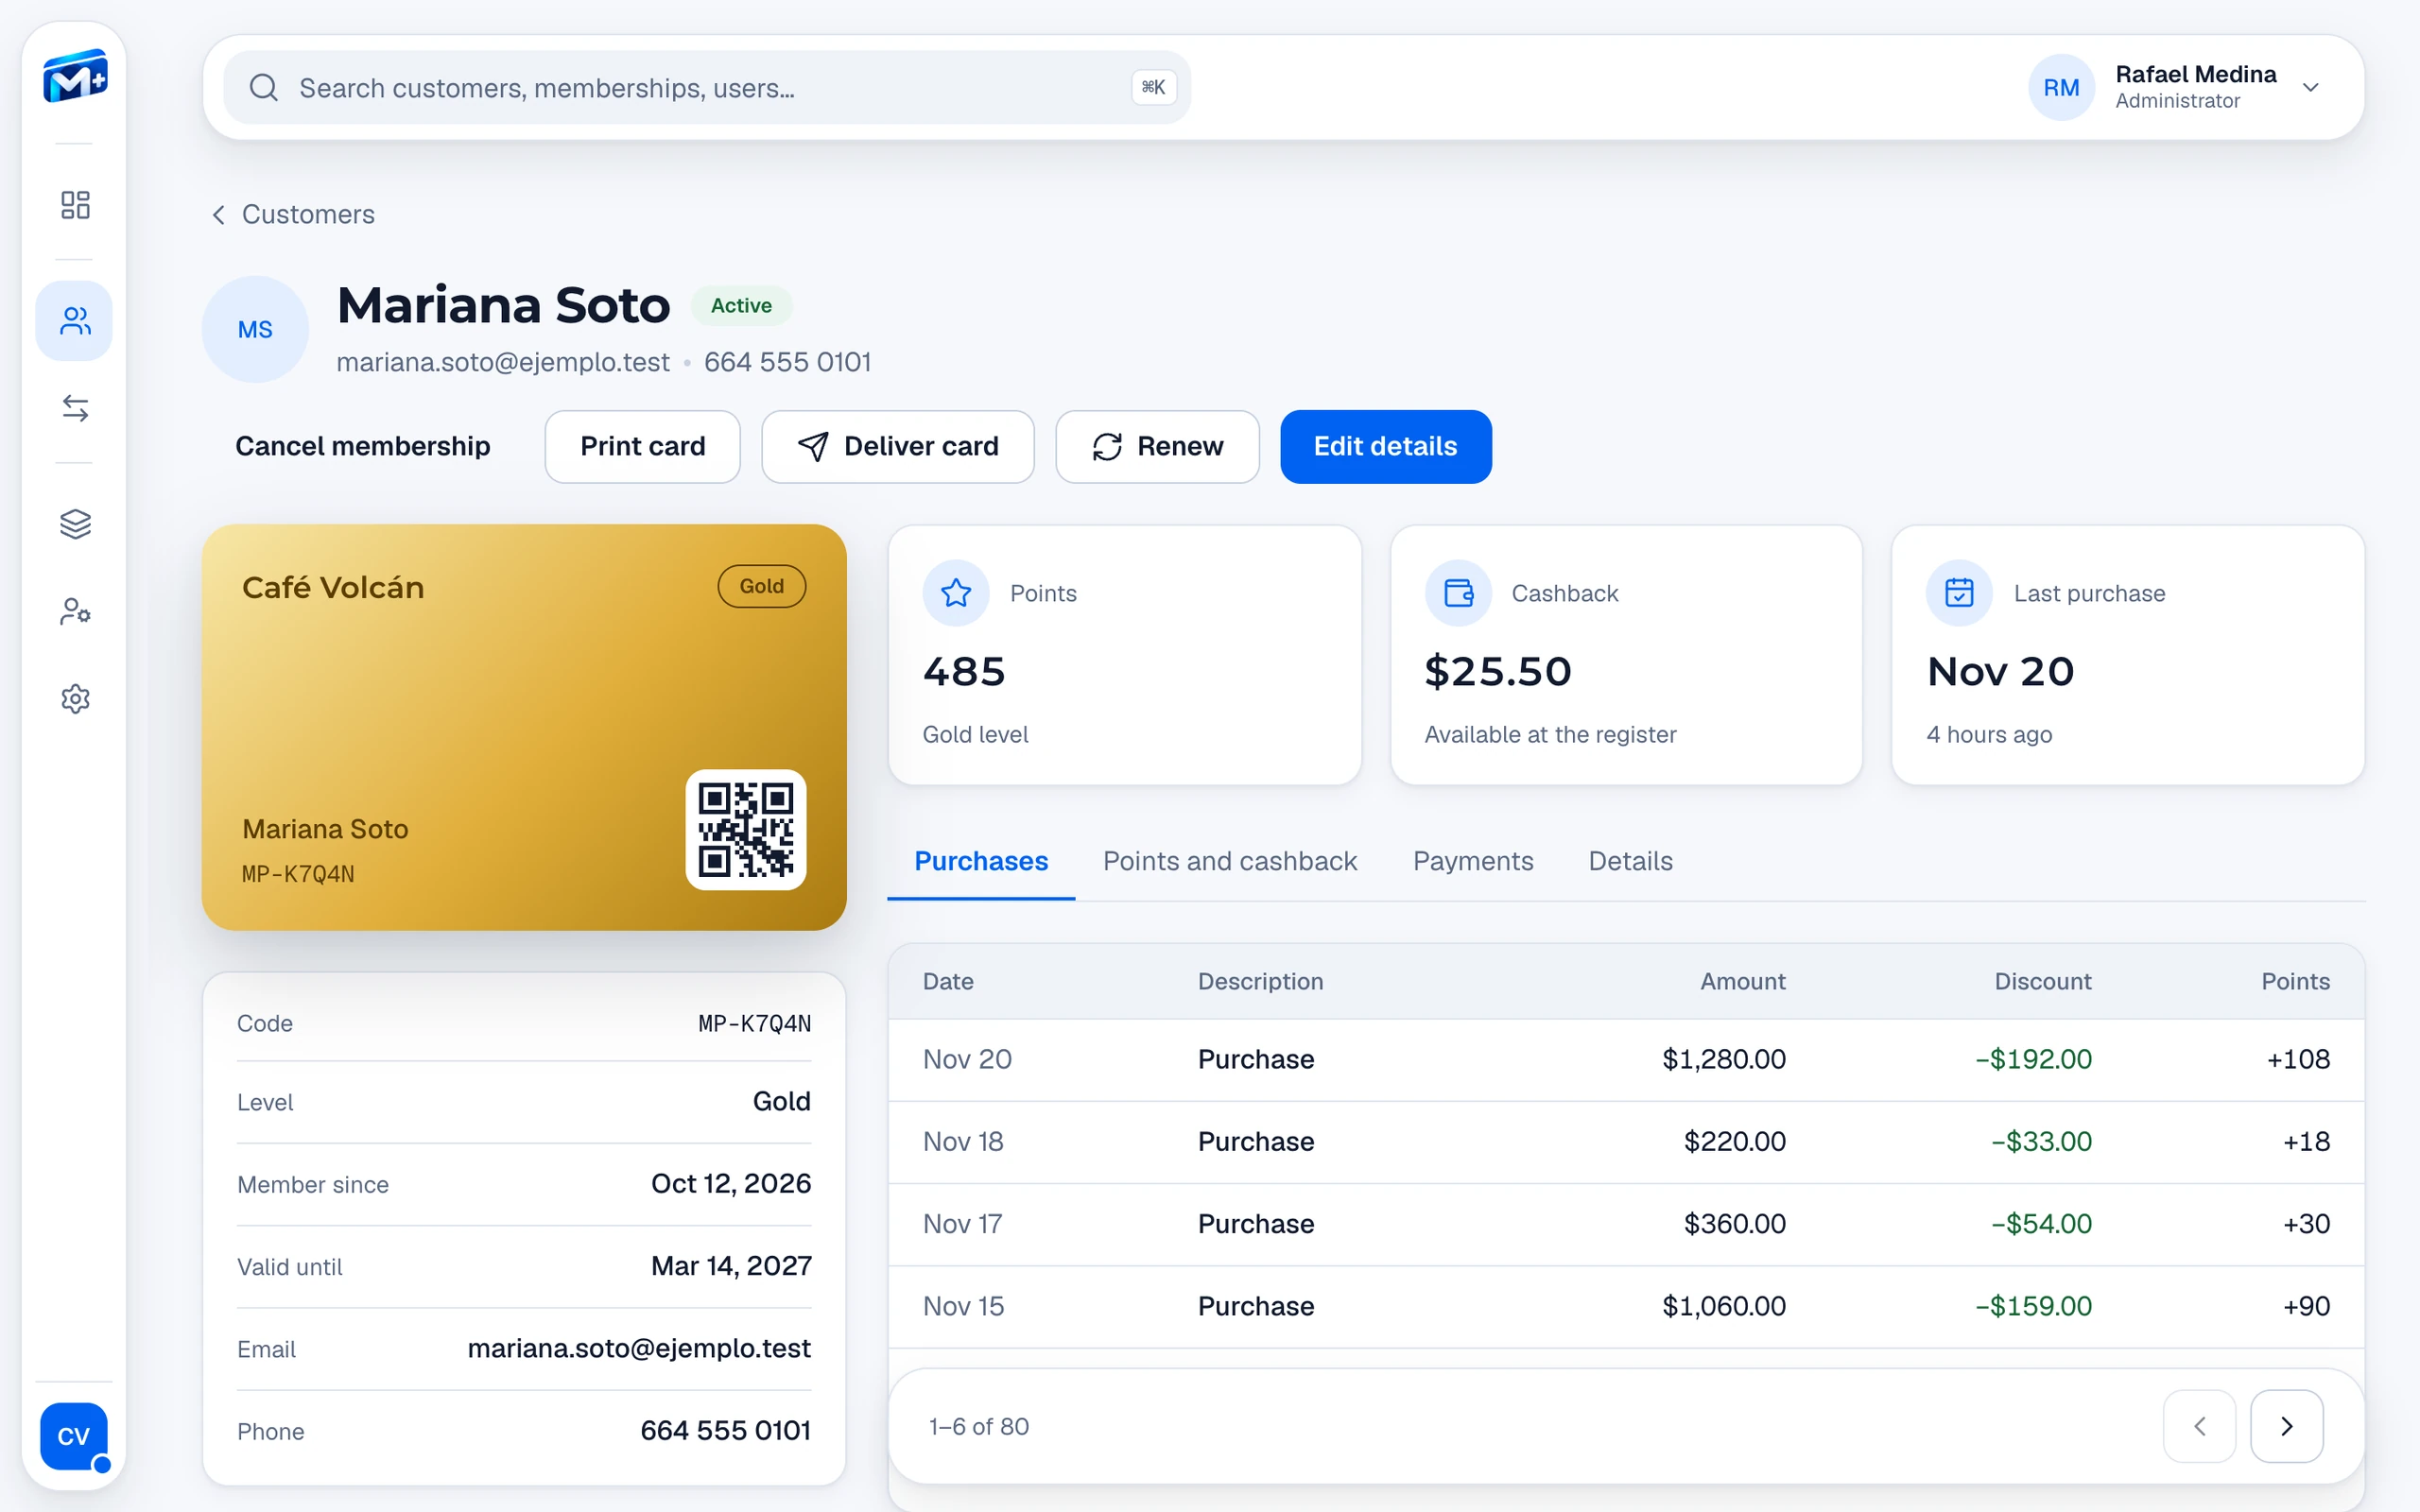 M+
Search customers, memberships, users...
⌘K
RM
Rafael Medina
Administrator
Customers
MS
Mariana Soto
Active
mariana.soto@ejemplo.test • 664 555 0101
Cancel membership
Print card
Deliver card
Renew
Edit details
Café Volcán
Gold
Mariana Soto
MP-K7Q4N
Points
485
Gold level
Cashback
$25.50
Available at the register
Last purchase
Nov 20
4 hours ago
Purchases
Points and cashback
Payments
Details
Code MP-K7Q4N
Level Gold
Member since Oct 12, 2026
Valid until Mar 14, 2027
Email mariana.soto@ejemplo.test
Phone 664 555 0101
Date Description Amount Discount Points
Nov 20 Purchase $1,280.00 −$192.00 +108
Nov 18 Purchase $220.00 −$33.00 +18
Nov 17 Purchase $360.00 −$54.00 +30
Nov 15 Purchase $1,060.00 −$159.00 +90
1–6 of 80
CV